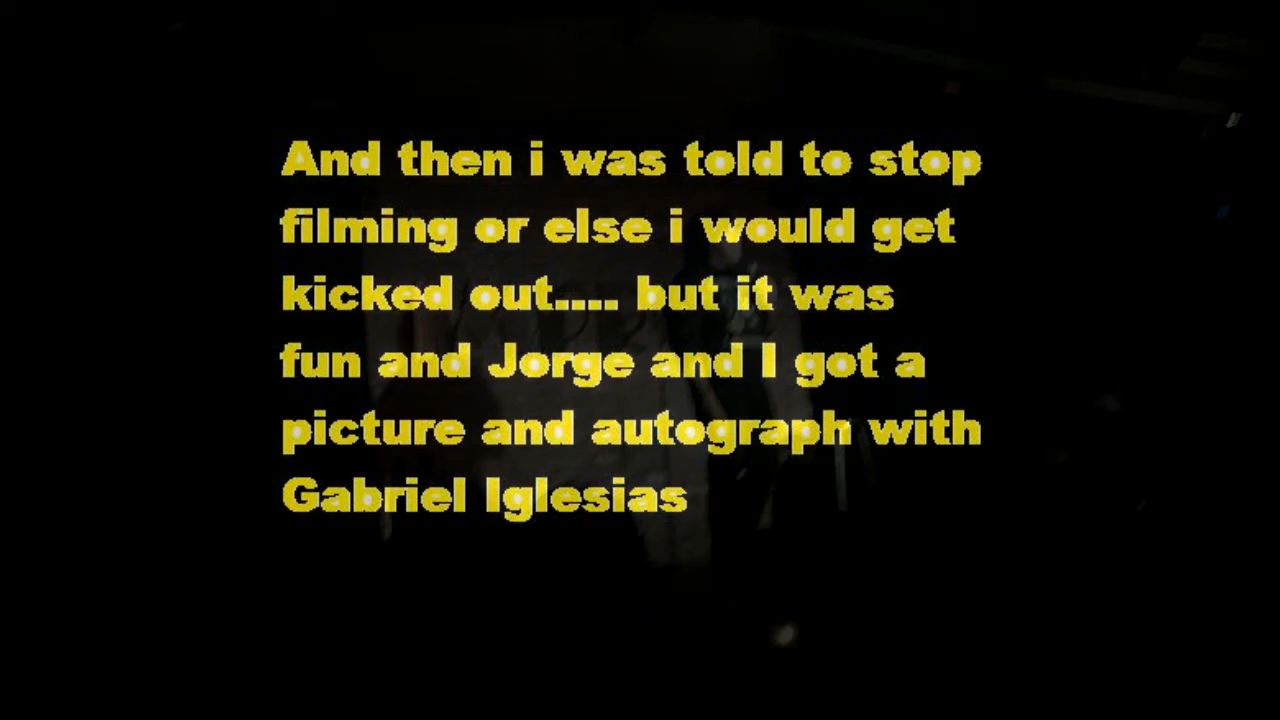 And then i was told to stop
filming or else i would get
kicked out.... but it was
fun and Jorge and I got a
picture and autograph with
Gabriel Iglesias